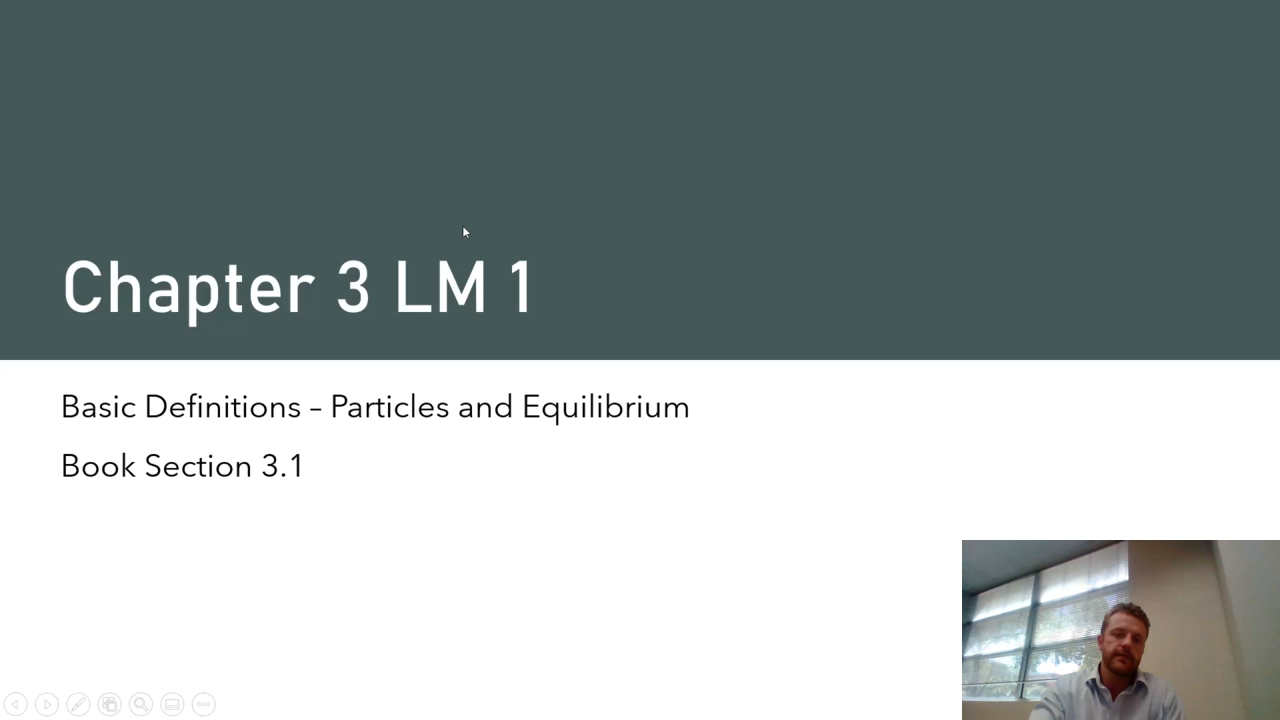 Chapter 3 LM 1
Basic Definitions – Particles and Equilibrium
Book Section 3.1